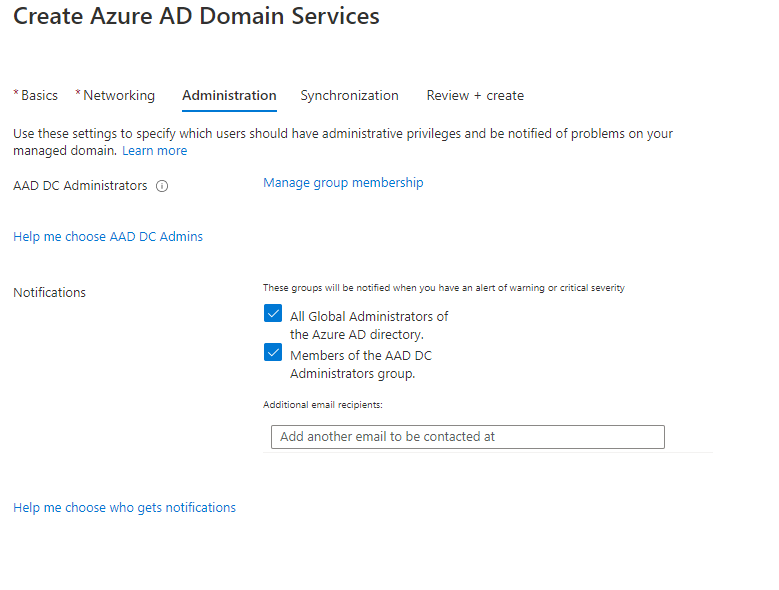 Create Azure AD Domain Services
* Basics * Networking Administration Synchronization Review + create
Use these settings to specify which users should have administrative privileges and be notified of problems on your
managed domain. Learn more
AAD DC Administrators Manage group membership
Help me choose AAD DC Admins
Notifications
These groups will be notified when you have an alert of warning or critical severity
All Global Administrators of
the Azure AD directory.
Members of the AAD DC
Administrators group.
Additional email recipients:
Add another email to be contacted at
Help me choose who gets notifications